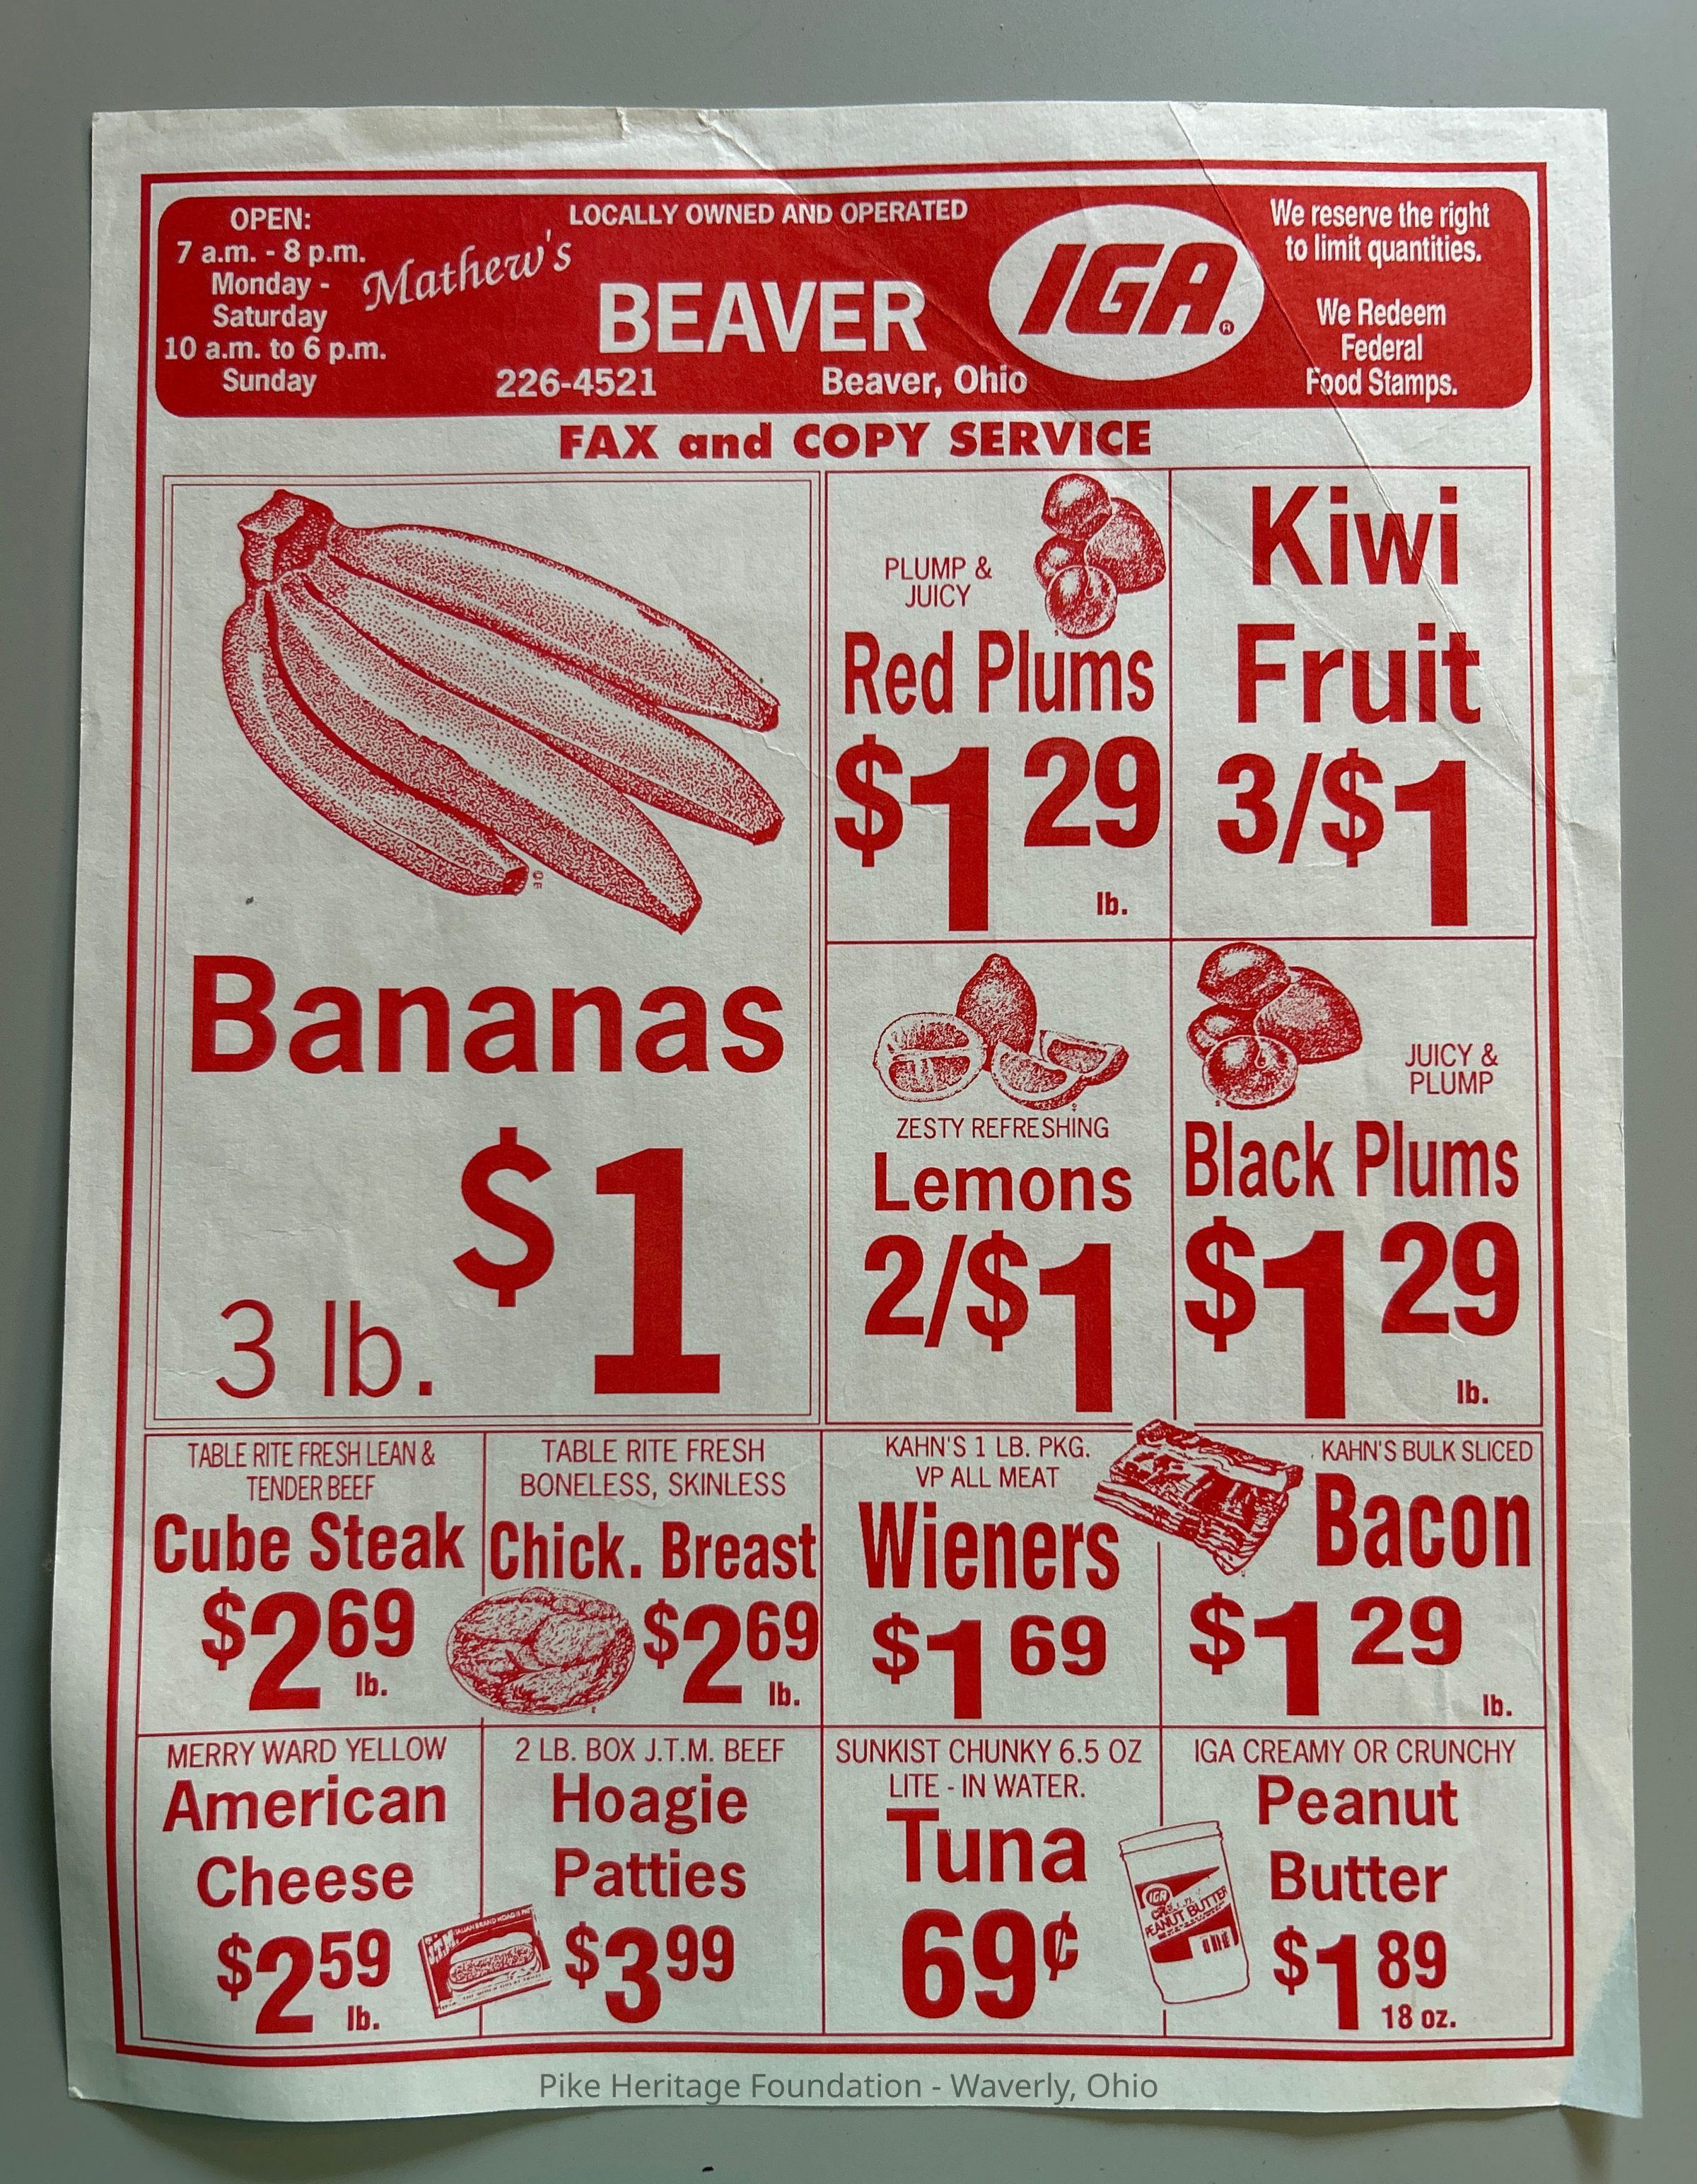 OPEN:
7 a.m. - 8 p.m.
Monday -
Saturday
10 a.m. to 6 p.m.
Sunday
LOCALLY OWNED AND OPERATED
Mathew's
BEAVER
IGA®
226-4521
Beaver, Ohio
We reserve the right
to limit quantities.
We Redeem
Federal
Food Stamps.
FAX and COPY SERVICE
Bananas
3 lb. $1
PLUMP &
JUICY
Red Plums
$1 29
lb.
Kiwi
Fruit
3/$1
ZESTY REFRESHING
Lemons
2/$1
JUICY &
PLUMP
Black Plums
$1 29
lb.
TABLE RITE FRESH LEAN &
TENDER BEEF
Cube Steak
$2 69
lb.
TABLE RITE FRESH
BONELESS, SKINLESS
Chick. Breast
$2 69
lb.
KAHN'S 1 LB. PKG.
VP ALL MEAT
Wieners
$1 69
KAHN'S BULK SLICED
Bacon
$1 29
lb.
MERRY WARD YELLOW
American
Cheese
$2 59
lb.
2 LB. BOX J.T.M. BEEF
Hoagie
Patties
$3 99
SUNKIST CHUNKY 6.5 OZ
LITE - IN WATER.
Tuna
69¢
IGA CREAMY OR CRUNCHY
Peanut
Butter
IGA
PEANUT BUTTER
$1 89
18 oz.
Pike Heritage Foundation - Waverly, Ohio